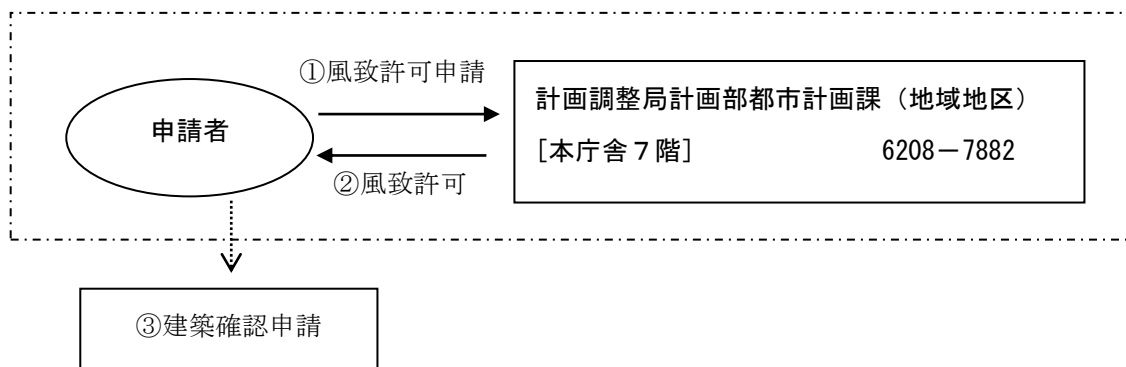 ①風致許可申請
申請者
計画調整局計画部都市計画課（地域地区）
[本庁舎７階] 6208－7882
②風致許可
③建築確認申請